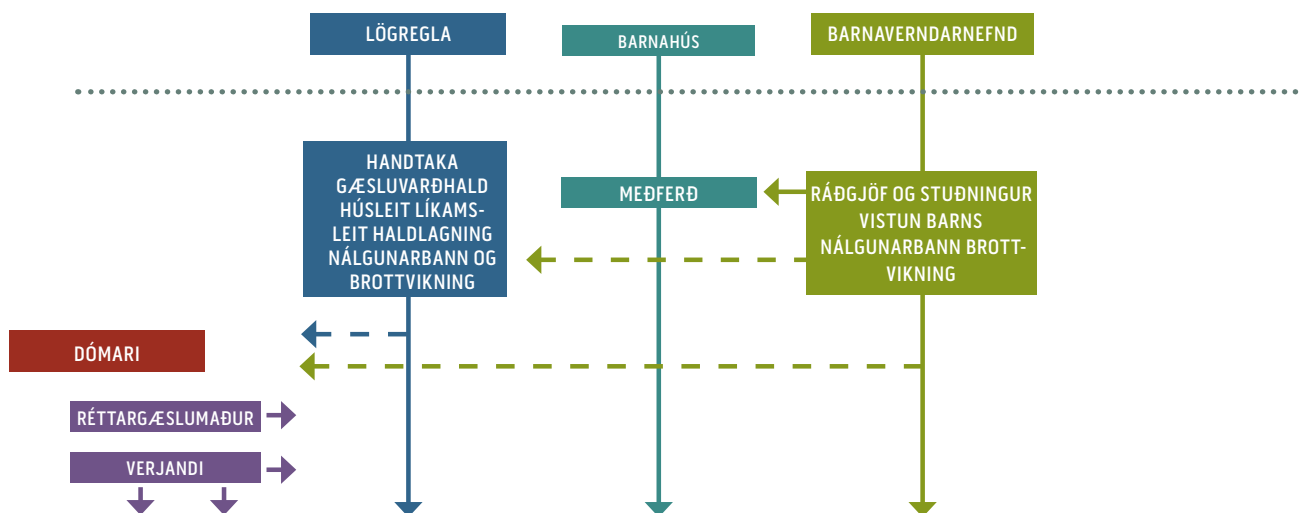 LÖGREGLA
BARNAHÚS
BARNAVERNDARNEFND
HANDTAKA
GÆSLUVARÐHALD
HÚSLEIT LÍKAMS-
LEIT HALDLAGNING
NÁLGUNARBANN OG
BROTTVIKNING
MEÐFERÐ
RÁÐGJÖF OG STUÐNINGUR
VISTUN BARNS
NÁLGUNARBANN BROTT-
VIKNING
DÓMARI
RÉTTARGÆSLUMAÐUR
VERJANDI